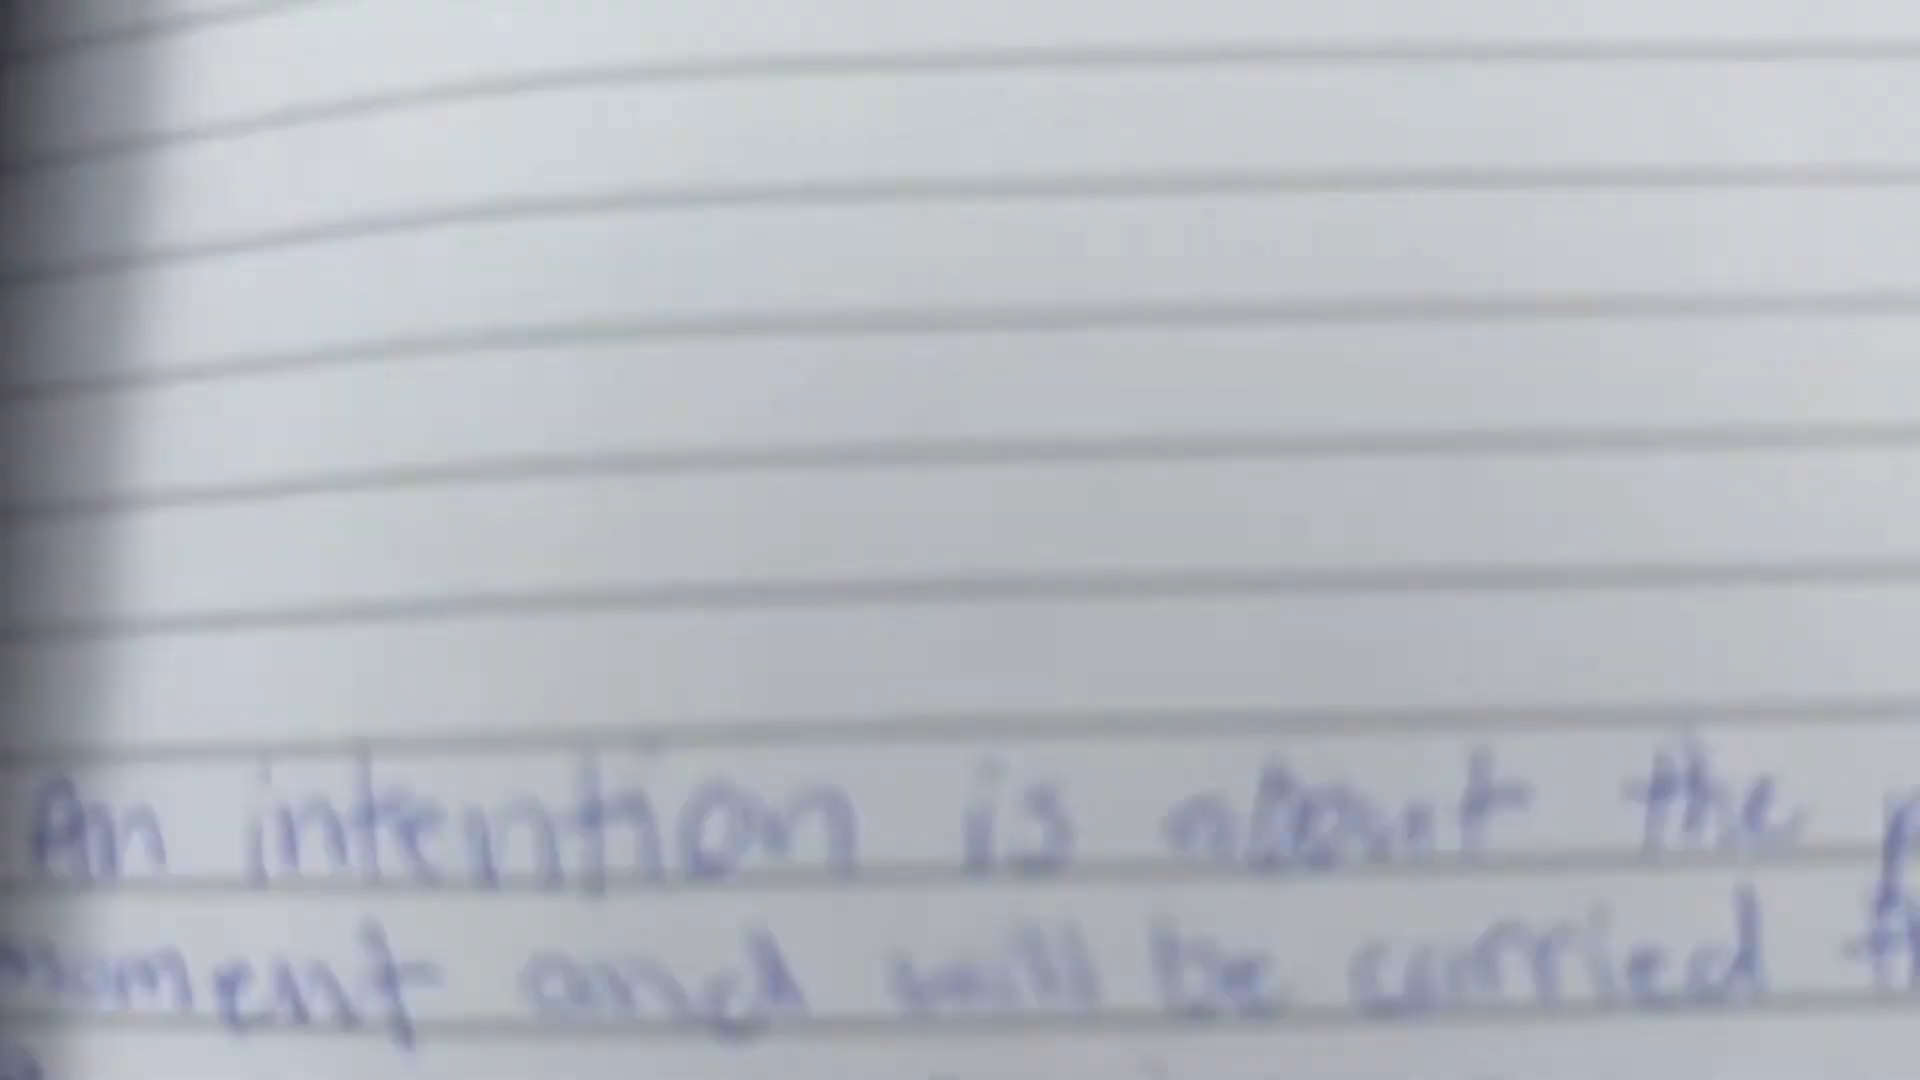 An intention is about the
moment and will be carried